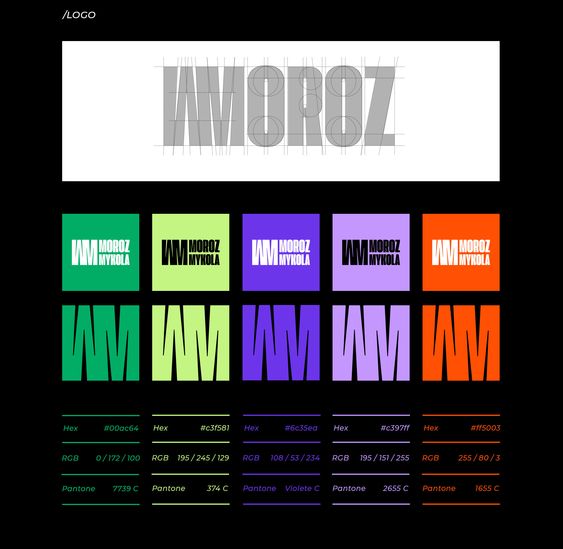 /LOGO
MOROZ
MOROZ
MYKOLA
MOROZ
MYKOLA
MOROZ
MYKOLA
MOROZ
MYKOLA
MOROZ
MYKOLA
Hex #00ac64
Hex #c3f581
Hex #6c35ea
Hex #c397ff
Hex #ff5003
RGB 0 / 172 / 100
RGB 195 / 245 / 129
RGB 108 / 53 / 234
RGB 195 / 151 / 255
RGB 255 / 80 / 3
Pantone 7739 C
Pantone 374 C
Pantone Violete C
Pantone 2655 C
Pantone 1655 C